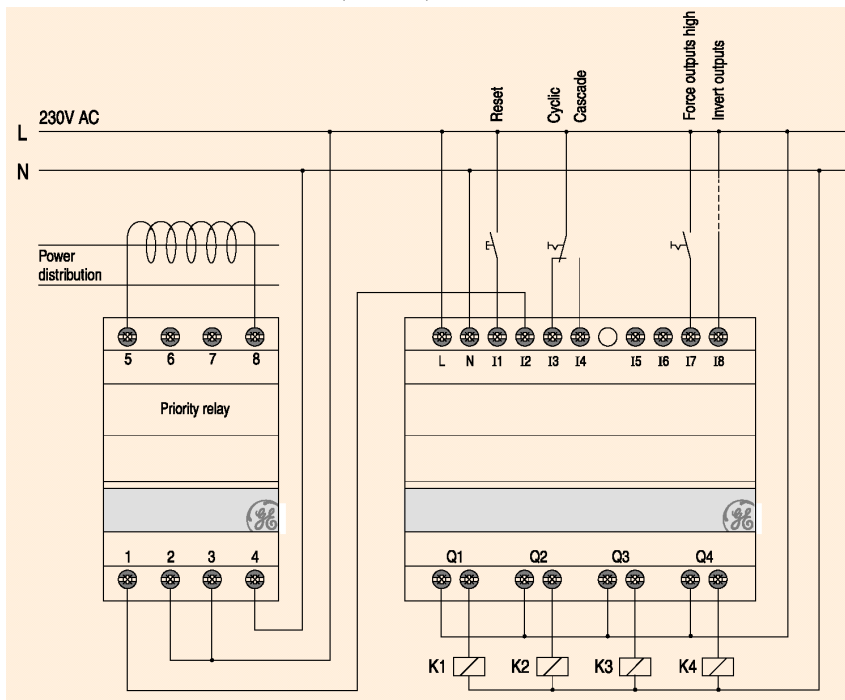 Reset
Cyclic
Cascade
Force outputs high
Invert outputs
230V AC
L
N
Power
distribution
5 6 7 8
L N I1 I2 I3 I4 I5 I6 I7 I8
Priority relay
GE
GE
1 2 3 4
Q1 Q2 Q3 Q4
K1 K2 K3 K4